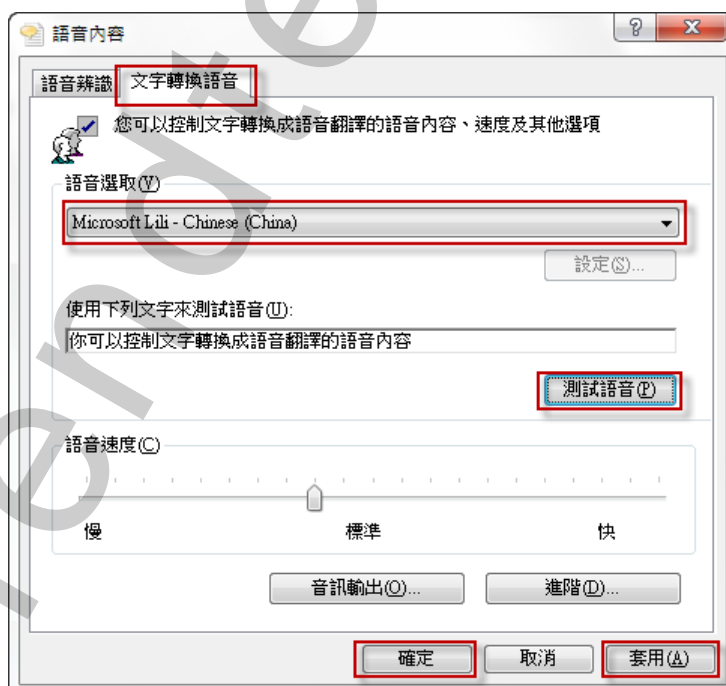 語音內容
語音辨識 文字轉換語音
您可以控制文字轉換成語音翻譯的語音內容、速度及其他選項
語音選取(V)
Microsoft Lili - Chinese (China)
設定(S)...
使用下列文字來測試語音(U):
你可以控制文字轉換成語音翻譯的語音內容
測試語音(P)
語音速度(C)
慢 標準 快
音訊輸出(O)... 進階(D)...
確定 取消 套用(A)